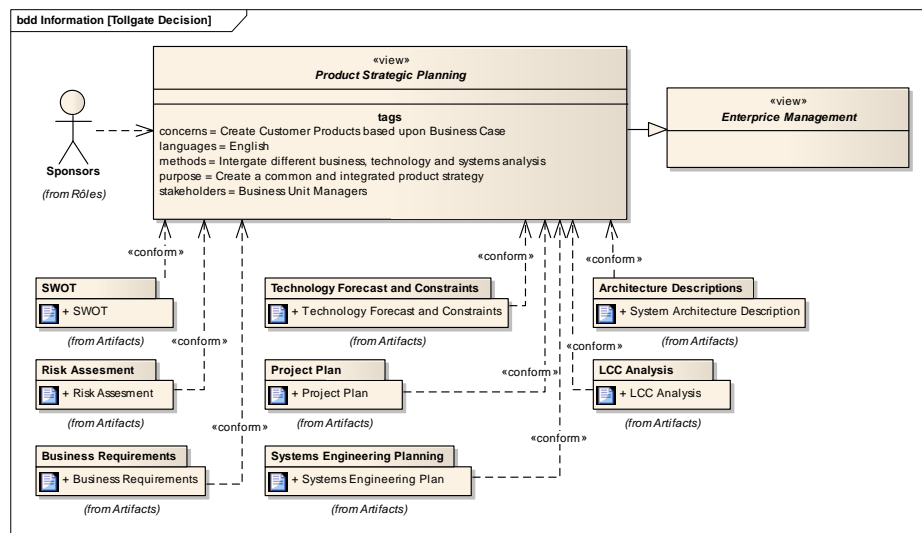 bdd Information [Tollgate Decision]
«view»
Product Strategic Planning
tags
concerns = Create Customer Products based upon Business Case
languages = English
methods = Intergate different business, technology and systems analysis
purpose = Create a common and integrated product strategy
stakeholders = Business Unit Managers
«view»
Enterprice Management
Sponsors
(from Rôles)
«conform»
«conform»
«conform»
«conform»
«conform»
«conform»
«conform»
«conform»
SWOT
+ SWOT
(from Artifacts)
Technology Forecast and Constraints
+ Technology Forecast and Constraints
(from Artifacts)
Architecture Descriptions
+ System Architecture Description
(from Artifacts)
Risk Assesment
+ Risk Assesment
(from Artifacts)
Project Plan
+ Project Plan
(from Artifacts)
LCC Analysis
+ LCC Analysis
(from Artifacts)
Business Requirements
+ Business Requirements
(from Artifacts)
Systems Engineering Planning
+ Systems Engineering Plan
(from Artifacts)